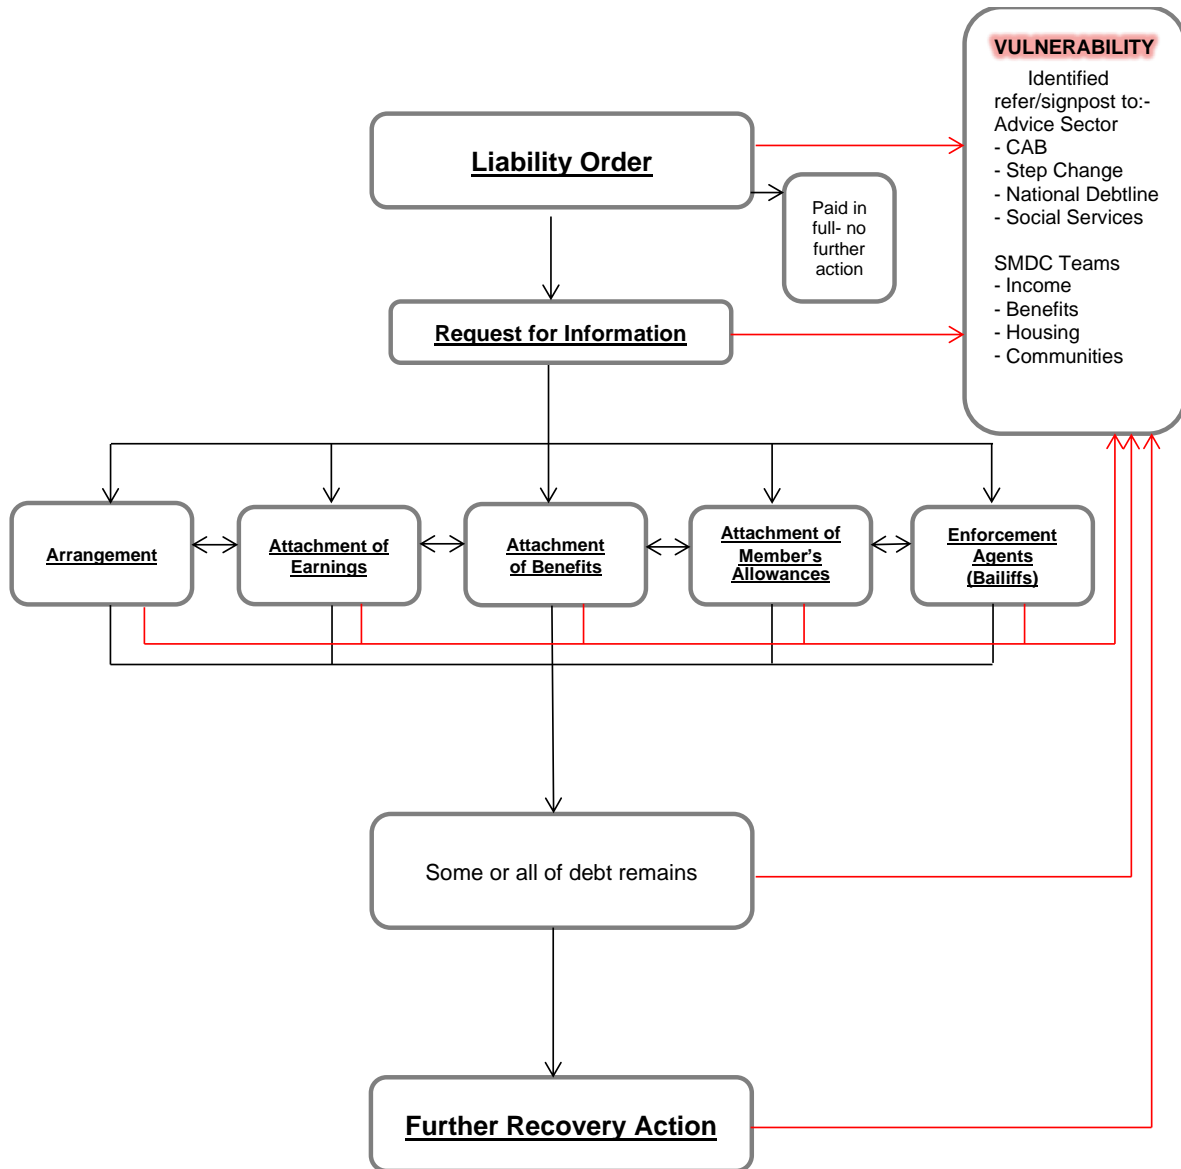 VULNERABILITY
Identified
refer/signpost to:-
Advice Sector
- CAB
- Step Change
- National Debtline
- Social Services
SMDC Teams
- Income
- Benefits
- Housing
- Communities
Liability Order
Paid in
full- no
further
action
Request for Information
Arrangement
Attachment of
Earnings
Attachment
of Benefits
Attachment of
Member’s
Allowances
Enforcement
Agents
(Bailiffs)
Some or all of debt remains
Further Recovery Action